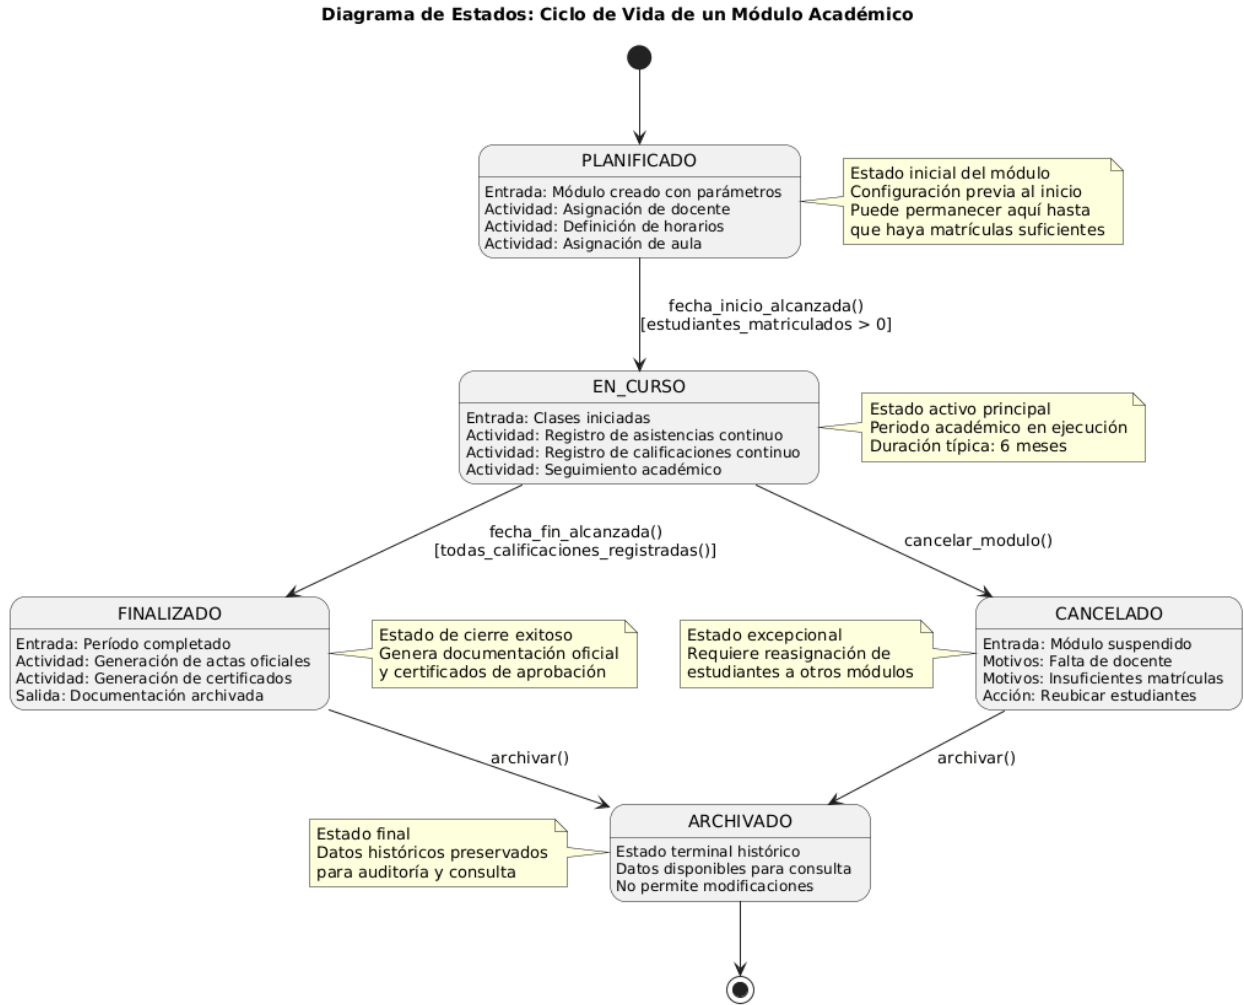 Diagrama de Estados: Ciclo de Vida de un Módulo Académico
PLANIFICADO
Entrada: Módulo creado con parámetros
Actividad: Asignación de docente
Actividad: Definición de horarios
Actividad: Asignación de aula
Estado inicial del módulo
Configuración previa al inicio
Puede permanecer aquí hasta
que haya matrículas suficientes
fecha_inicio_alcanzada()
[estudiantes_matriculados > 0]
EN_CURSO
Entrada: Clases iniciadas
Actividad: Registro de asistencias continuo
Actividad: Registro de calificaciones continuo
Actividad: Seguimiento académico
Estado activo principal
Periodo académico en ejecución
Duración típica: 6 meses
fecha_fin_alcanzada()
[todas_calificaciones_registradas()]
cancelar_modulo()
FINALIZADO
Entrada: Período completado
Actividad: Generación de actas oficiales
Actividad: Generación de certificados
Salida: Documentación archivada
Estado de cierre exitoso
Genera documentación oficial
y certificados de aprobación
Estado excepcional
Requiere reasignación de
estudiantes a otros módulos
CANCELADO
Entrada: Módulo suspendido
Motivos: Falta de docente
Motivos: Insuficientes matrículas
Acción: Reubicar estudiantes
archivar()
archivar()
Estado final
Datos históricos preservados
para auditoría y consulta
ARCHIVADO
Estado terminal histórico
Datos disponibles para consulta
No permite modificaciones